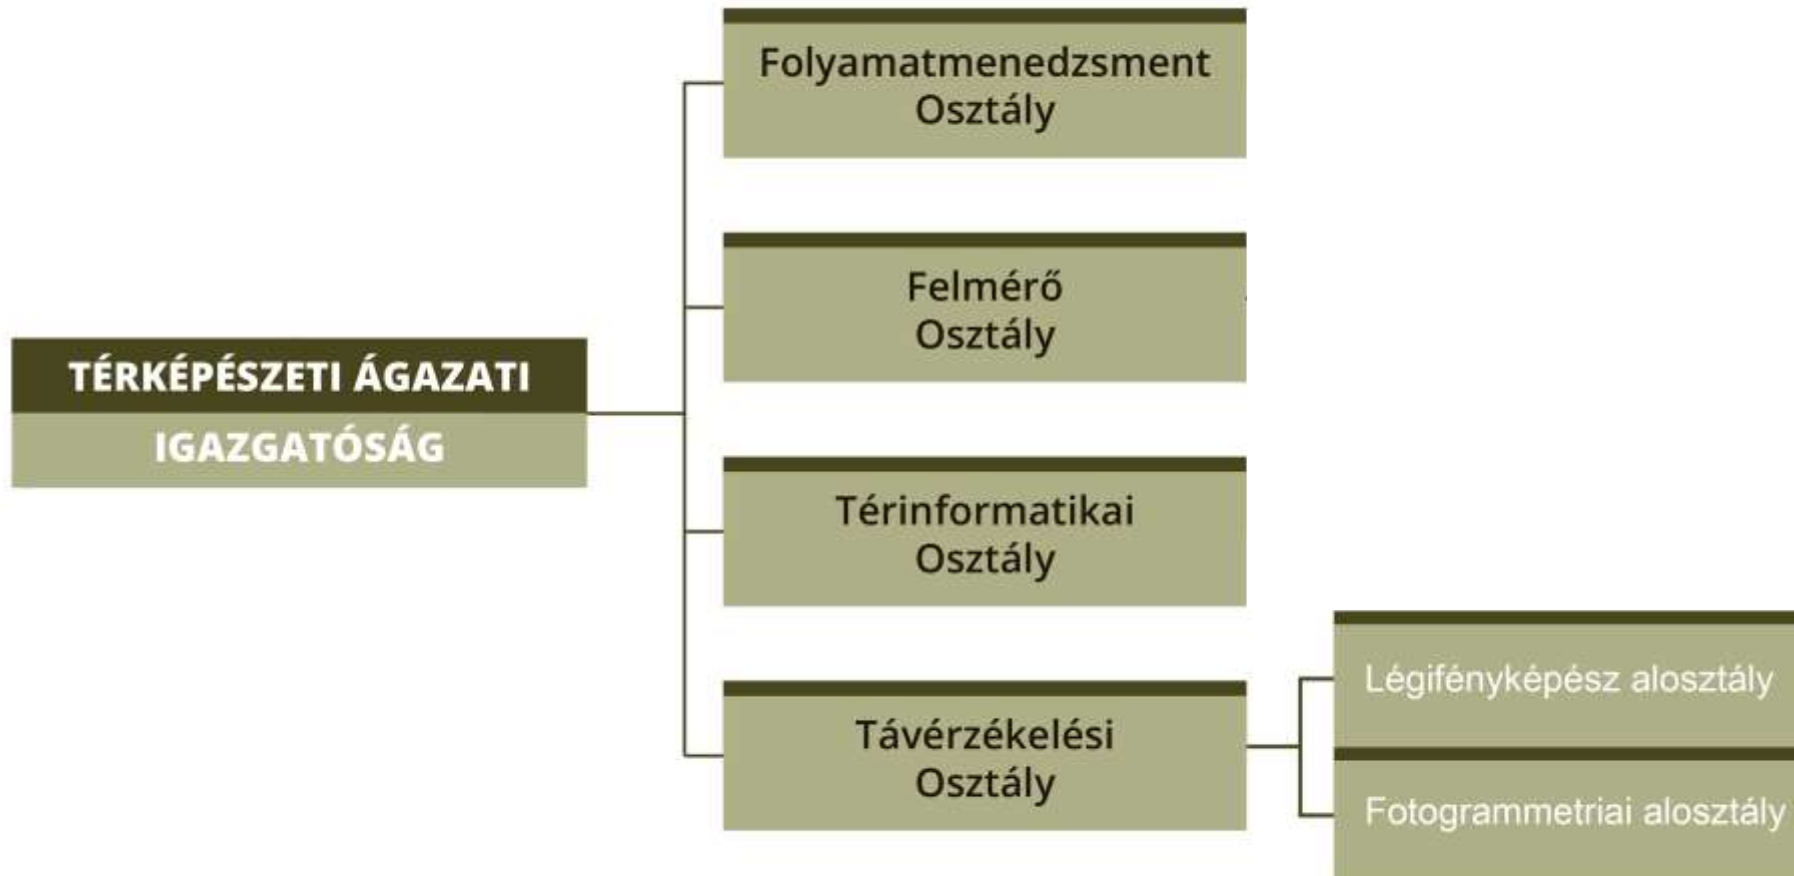 Folyamatmenedzsment
Osztály
Felmérő
Osztály
TÉRKÉPÉSZETI ÁGAZATI
IGAZGATÓSÁG
Térinformatikai
Osztály
Távérzékelési
Osztály
Légifényképész alosztály
Fotogrammetriai alosztály